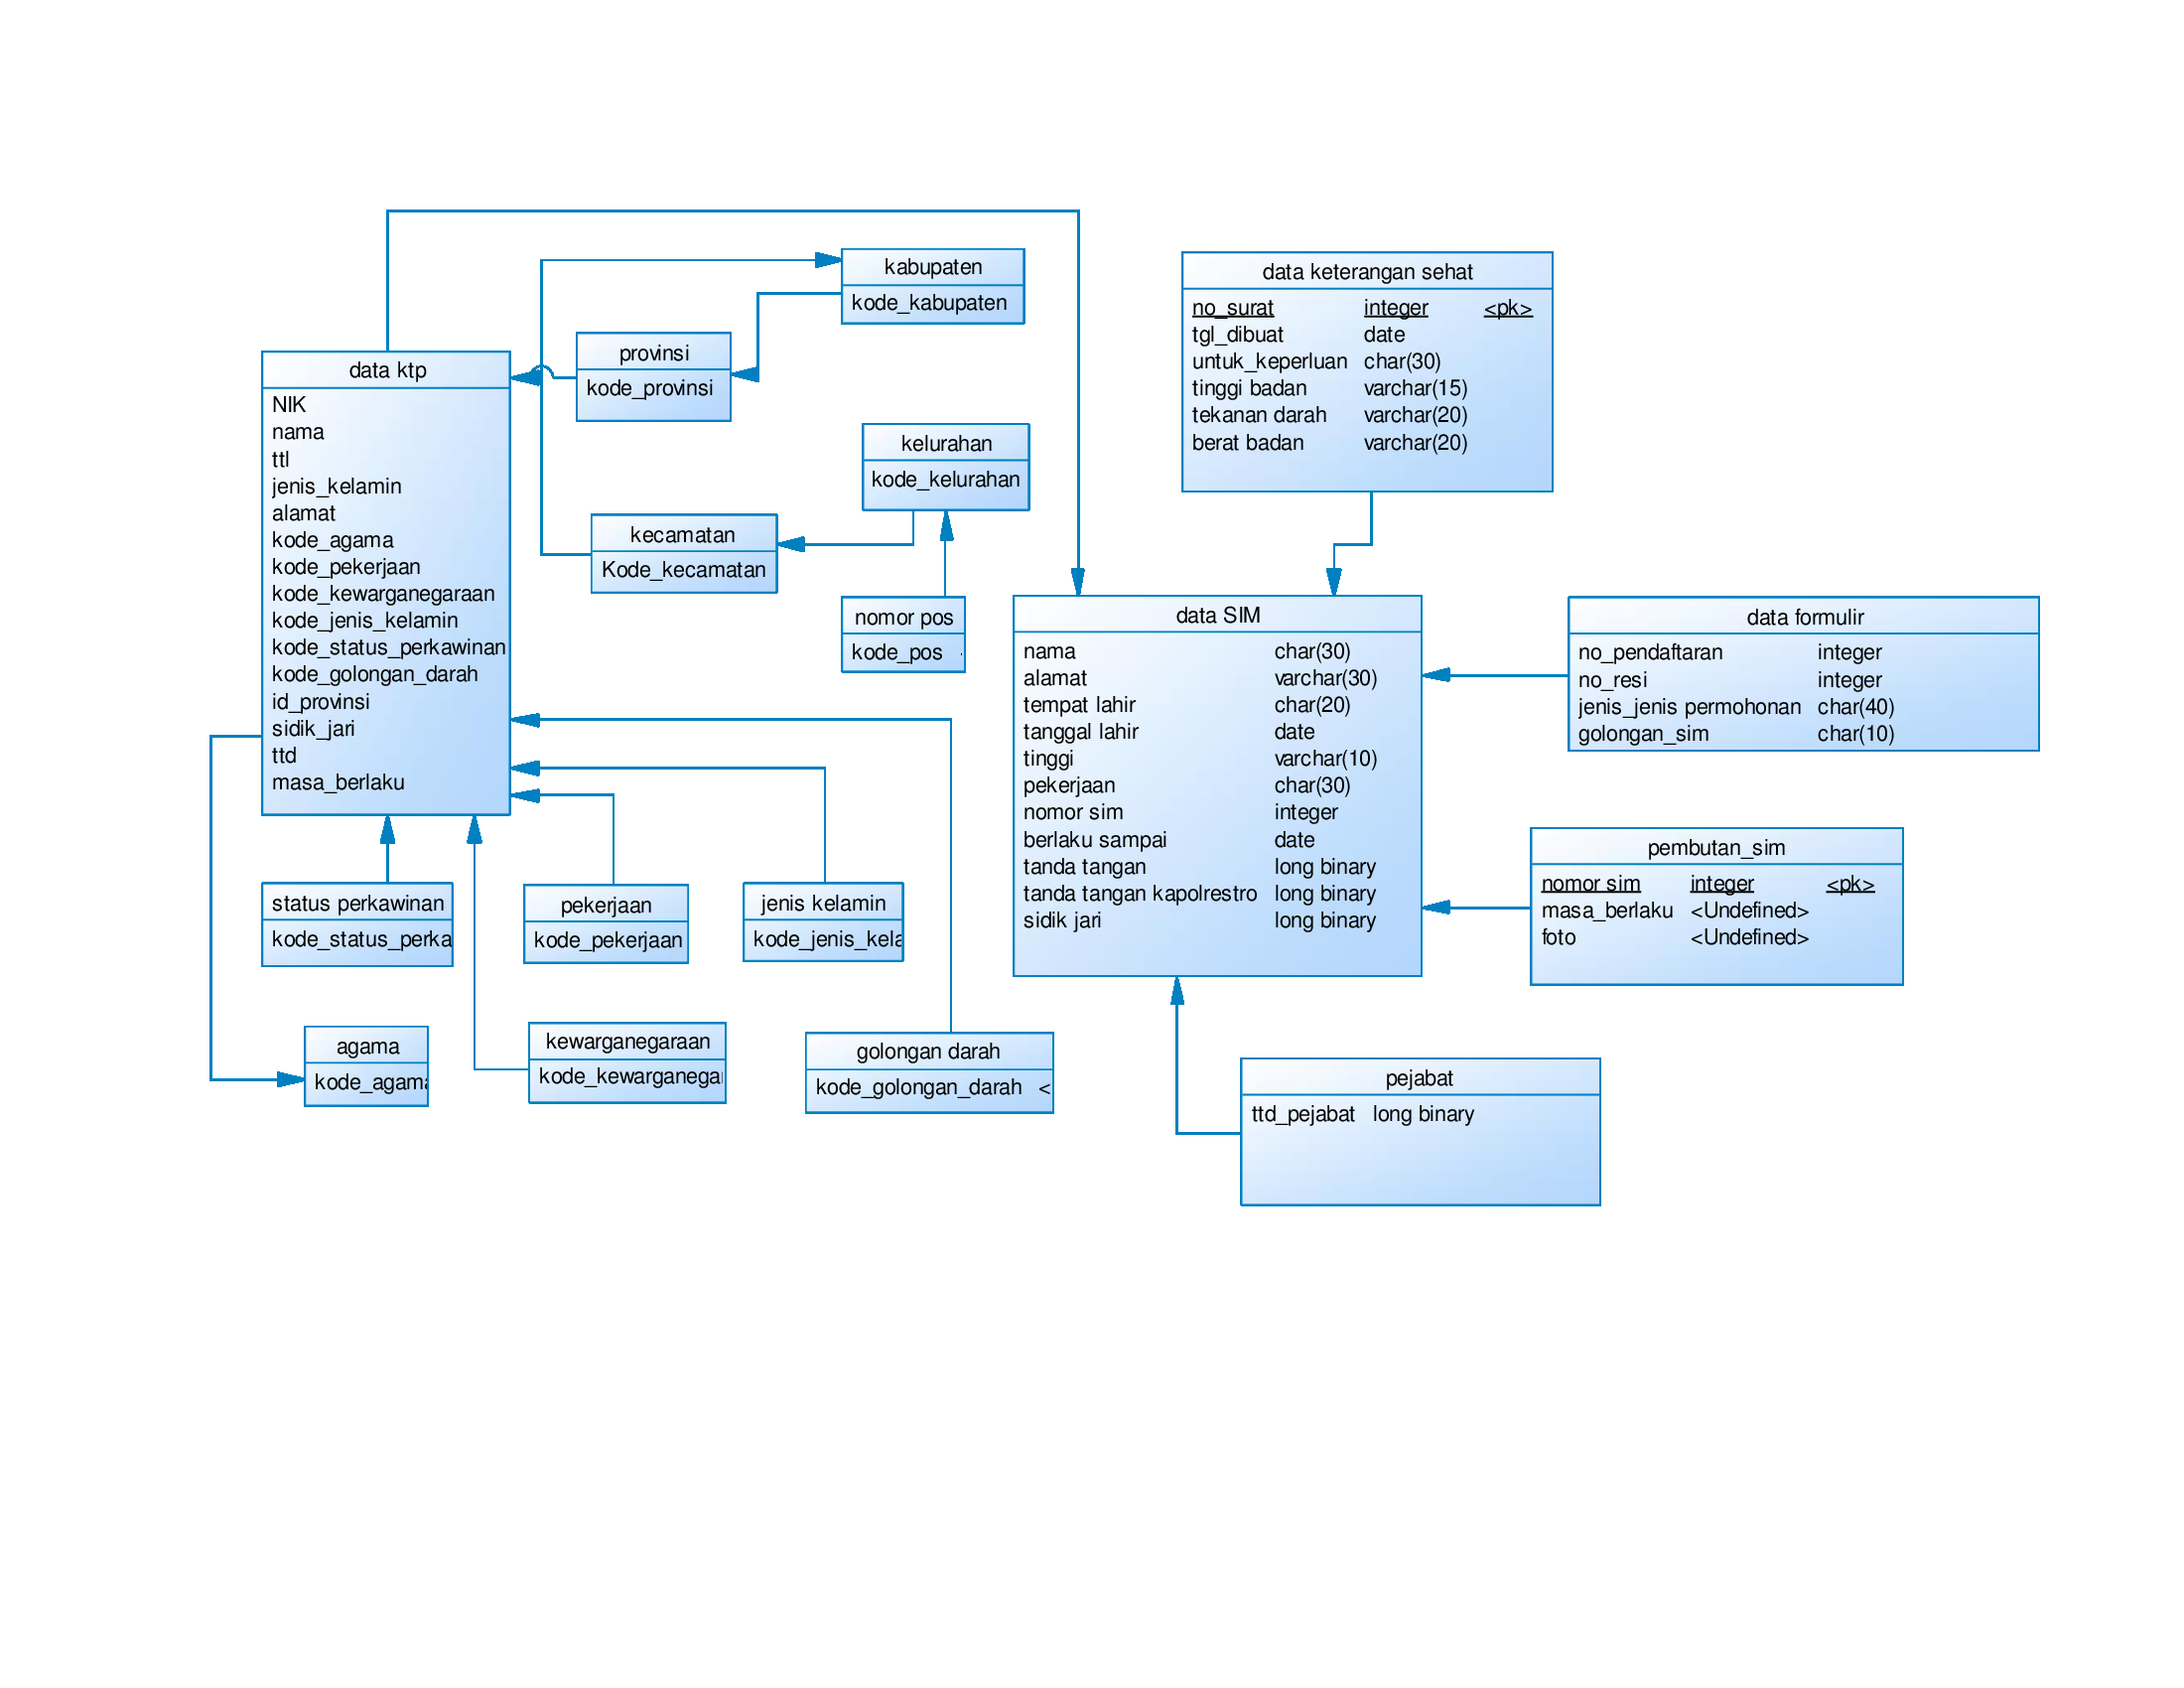 kabupaten
kode_kabupaten
provinsi
kode_provinsi
data ktp
NIK
nama
ttl
jenis_kelamin
alamat
kode_agama
kode_pekerjaan
kode_kewarganegaraan
kode_jenis_kelamin
kode_status_perkawinan
kode_golongan_darah
id_provinsi
sidik_jari
ttd
masa_berlaku
kelurahan
kode_kelurahan
kecamatan
Kode_kecamatan
nomor pos
kode_pos
data keterangan sehat
no_surat integer <pk>
tgl_dibuat date
untuk_keperluan char(30)
tinggi badan varchar(15)
tekanan darah varchar(20)
berat badan varchar(20)
data SIM
nama char(30)
alamat varchar(30)
tempat lahir char(20)
tanggal lahir date
tinggi varchar(10)
pekerjaan char(30)
nomor sim integer
berlaku sampai date
tanda tangan long binary
tanda tangan kapolrestro long binary
sidik jari long binary
data formulir
no_pendaftaran integer
no_resi integer
jenis_jenis permohonan char(40)
golongan_sim char(10)
pembutan_sim
nomor sim integer <pk>
masa_berlaku <Undefined>
foto <Undefined>
status perkawinan
kode_status_perka
pekerjaan
kode_pekerjaan
jenis kelamin
kode_jenis_kela
agama
kode_agama
kewarganegaraan
kode_kewarganegar
golongan darah
kode_golongan_darah <
pejabat
ttd_pejabat long binary